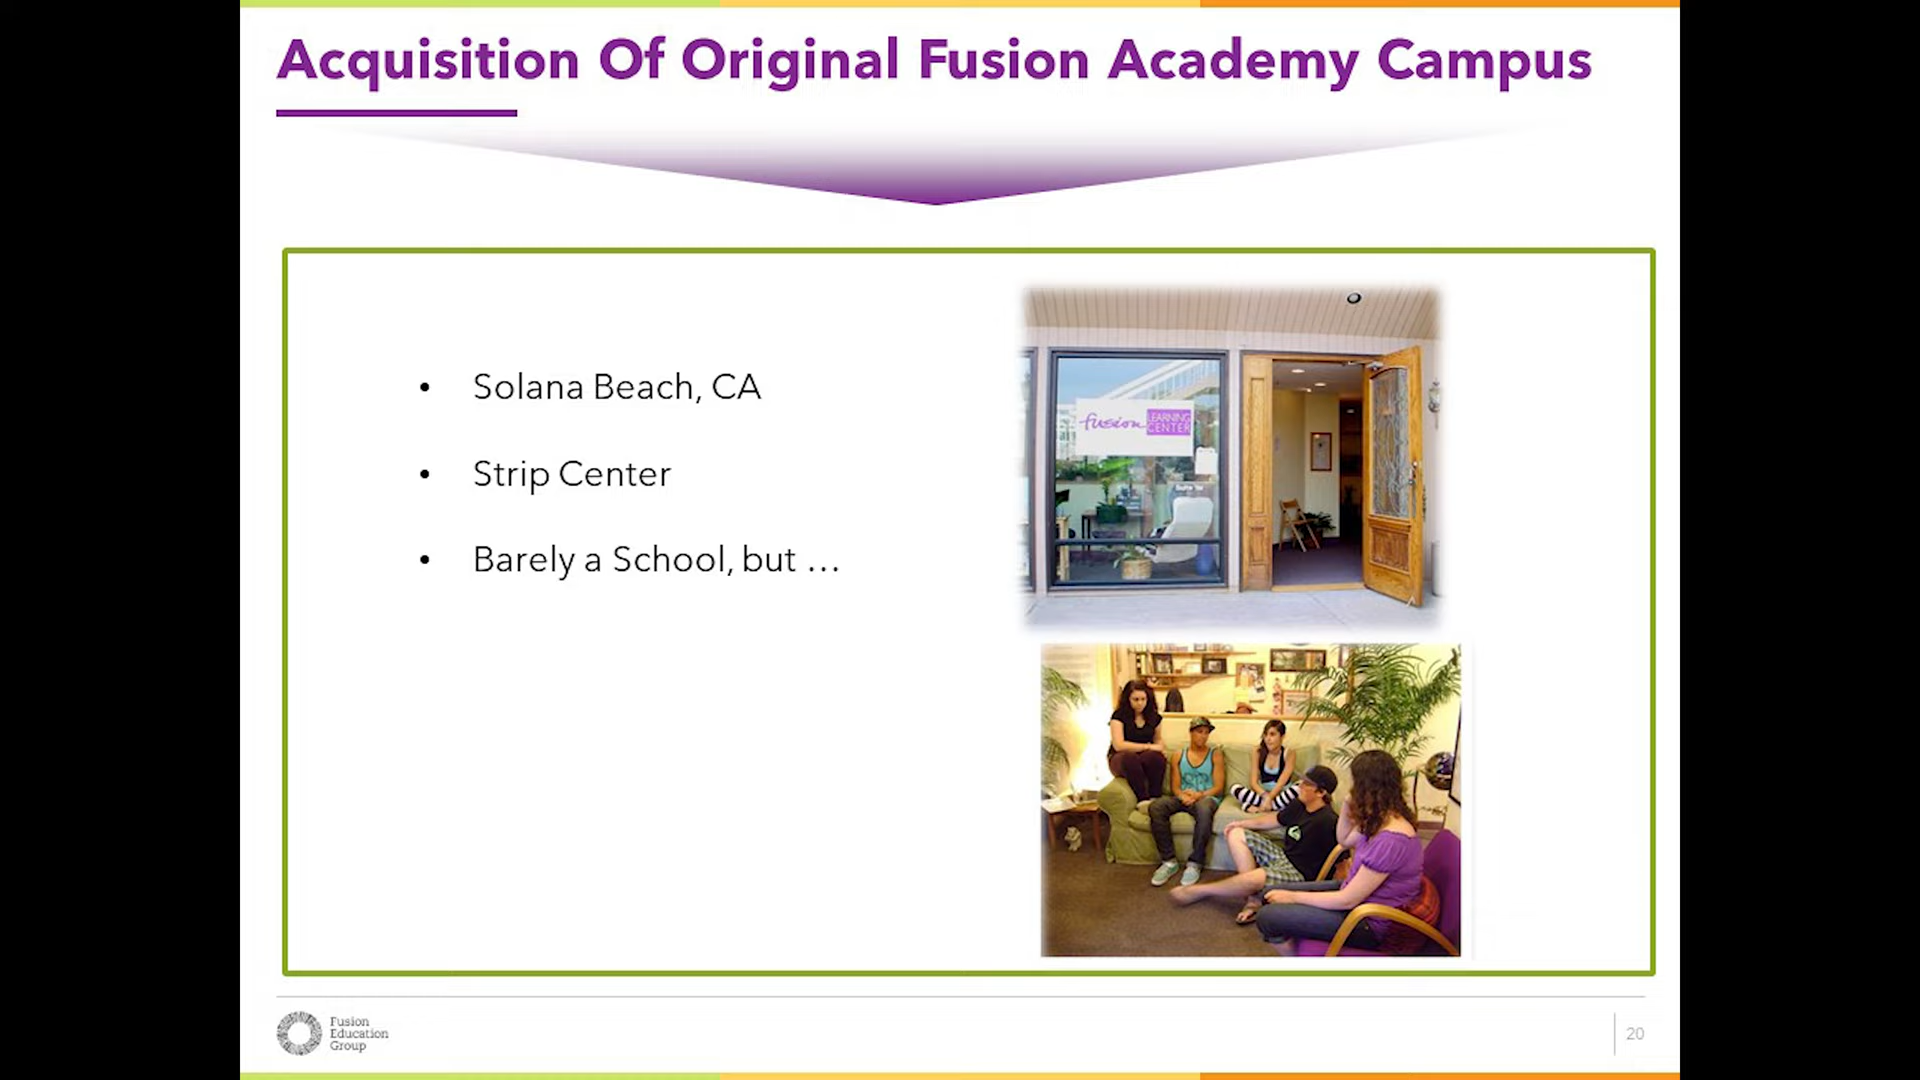 Acquisition Of Original Fusion Academy Campus
• Solana Beach, CA
• Strip Center
• Barely a School, but …
fusion LEARNING CENTER
Fusion
Education
Group
20